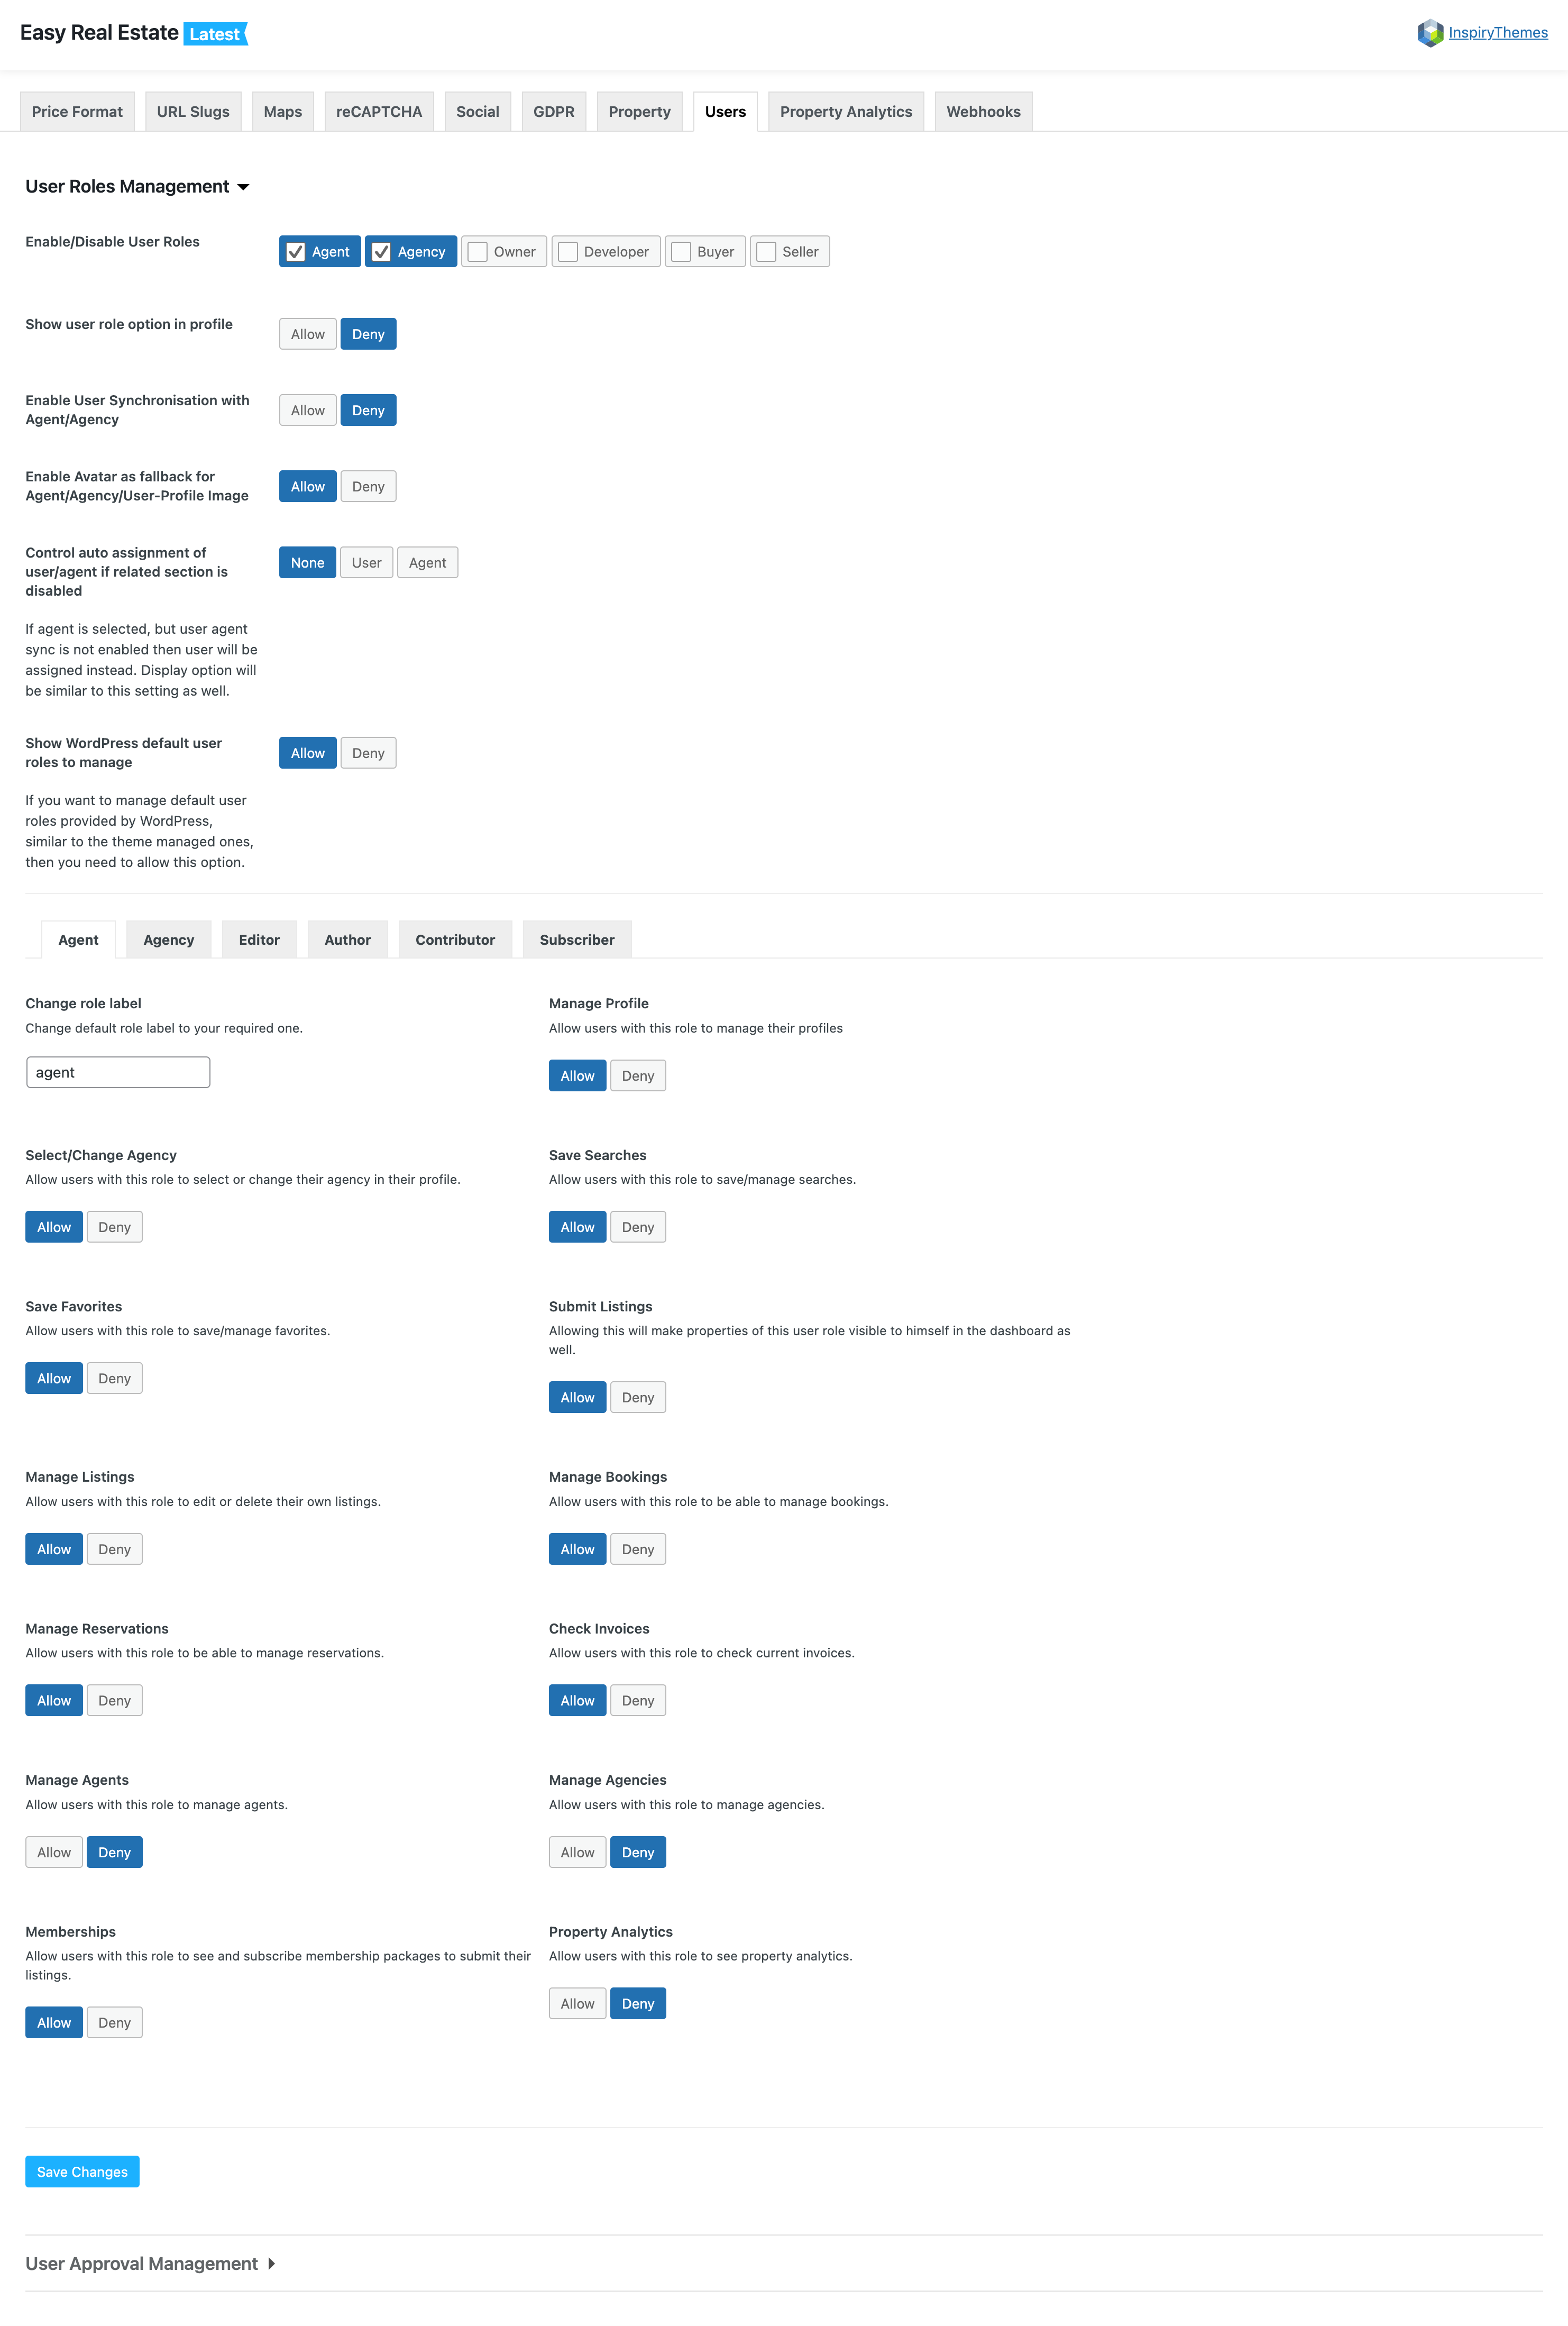 Easy Real Estate Latest
InspiryThemes
Price Format URL Slugs Maps reCAPTCHA Social GDPR Property Users Property Analytics Webhooks
User Roles Management
Enable/Disable User Roles
Agent Agency Owner Developer Buyer Seller
Show user role option in profile
Allow Deny
Enable User Synchronisation with
Agent/Agency
Allow Deny
Enable Avatar as fallback for
Agent/Agency/User-Profile Image
Allow Deny
Control auto assignment of
user/agent if related section is
disabled
None User Agent
If agent is selected, but user agent
sync is not enabled then user will be
assigned instead. Display option will
be similar to this setting as well.
Show WordPress default user
roles to manage
Allow Deny
If you want to manage default user
roles provided by WordPress,
similar to the theme managed ones,
then you need to allow this option.
Agent Agency Editor Author Contributor Subscriber
Change role label
Change default role label to your required one.
agent
Manage Profile
Allow users with this role to manage their profiles
Allow Deny
Select/Change Agency
Allow users with this role to select or change their agency in their profile.
Allow Deny
Save Searches
Allow users with this role to save/manage searches.
Allow Deny
Save Favorites
Allow users with this role to save/manage favorites.
Allow Deny
Submit Listings
Allowing this will make properties of this user role visible to himself in the dashboard as
well.
Allow Deny
Manage Listings
Allow users with this role to edit or delete their own listings.
Allow Deny
Manage Bookings
Allow users with this role to be able to manage bookings.
Allow Deny
Manage Reservations
Allow users with this role to be able to manage reservations.
Allow Deny
Check Invoices
Allow users with this role to check current invoices.
Allow Deny
Manage Agents
Allow users with this role to manage agents.
Allow Deny
Manage Agencies
Allow users with this role to manage agencies.
Allow Deny
Memberships
Allow users with this role to see and subscribe membership packages to submit their
listings.
Allow Deny
Property Analytics
Allow users with this role to see property analytics.
Allow Deny
Save Changes
User Approval Management